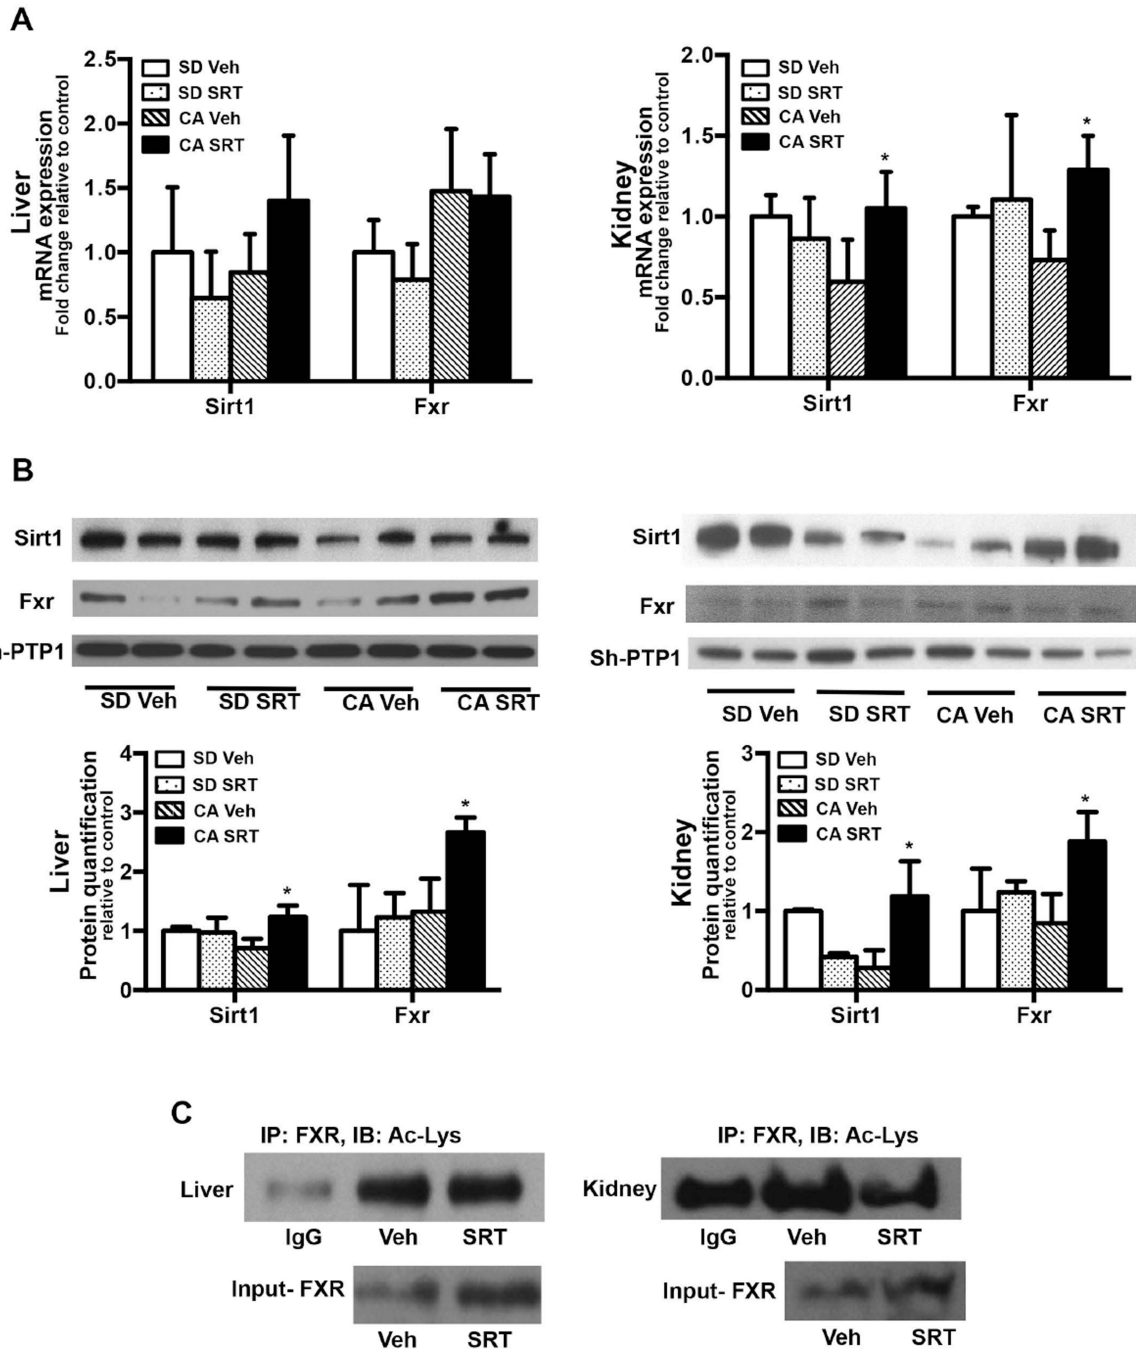 A
Liver
mRNA expression
Fold change relative to control
2.5
2.0
1.5
1.0
0.5
0.0
SD Veh
SD SRT
CA Veh
CA SRT
Sirt1
Fxr
Kidney
mRNA expression
Fold change relative to control
2.0
1.5
1.0
0.5
0.0
SD Veh
SD SRT
CA Veh
CA SRT
*
*
Sirt1
Fxr
B
Sirt1
Fxr
-PTP1
SD Veh
SD SRT
CA Veh
CA SRT
Sirt1
Fxr
Sh-PTP1
SD Veh
SD SRT
CA Veh
CA SRT
Liver
Protein quantification
relative to control
4
3
2
1
0
SD Veh
SD SRT
CA Veh
CA SRT
*
*
Sirt1
Fxr
Kidney
Protein quantification
relative to control
3
2
1
0
SD Veh
SD SRT
CA Veh
CA SRT
*
*
Sirt1
Fxr
C
IP: FXR, IB: Ac-Lys
Liver
IgG
Veh
SRT
Input- FXR
Veh
SRT
IP: FXR, IB: Ac-Lys
Kidney
IgG
Veh
SRT
Input- FXR
Veh
SRT